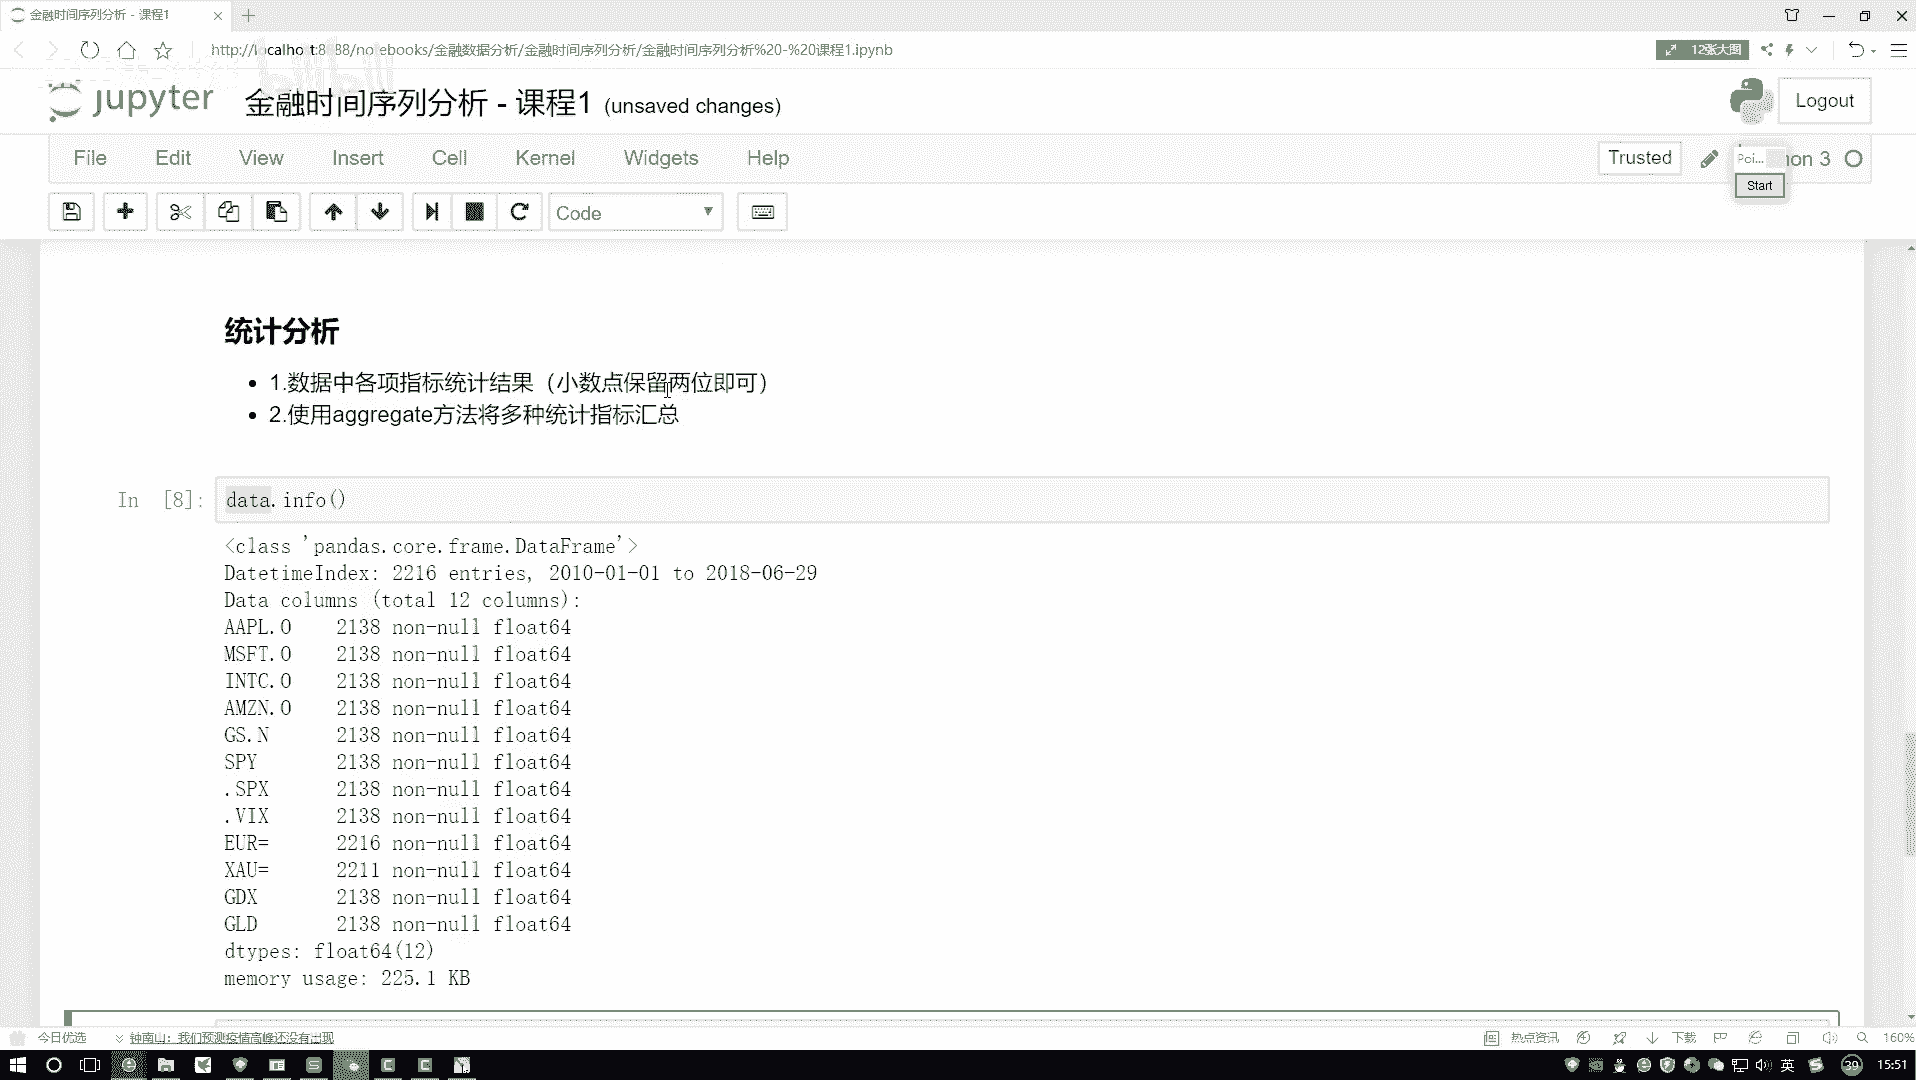 金融时间序列分析 - 课程1
http://localhost:8888/notebooks/金融数据分析/金融时间序列分析/金融时间序列分析%20-%20课程1.ipynb
12张大图
jupyter 金融时间序列分析 - 课程1 (unsaved changes)
Logout
File Edit View Insert Cell Kernel Widgets Help
Trusted
Poi...
hon 3
Start
Code
统计分析
1.数据中各项指标统计结果（小数点保留两位即可）
2.使用aggregate方法将多种统计指标汇总
In [8]: data.info()
<class 'pandas.core.frame.DataFrame'>
DatetimeIndex: 2216 entries, 2010-01-01 to 2018-06-29
Data columns (total 12 columns):
AAPL.O 2138 non-null float64
MSFT.O 2138 non-null float64
INTC.O 2138 non-null float64
AMZN.O 2138 non-null float64
GS.N 2138 non-null float64
SPY 2138 non-null float64
.SPX 2138 non-null float64
.VIX 2138 non-null float64
EUR= 2216 non-null float64
XAU= 2211 non-null float64
GDX 2138 non-null float64
GLD 2138 non-null float64
dtypes: float64(12)
memory usage: 225.1 KB
今日优选
钟南山：我们预测疫情高峰还没有出现
热点资讯
下载
160%
英
39
15:51